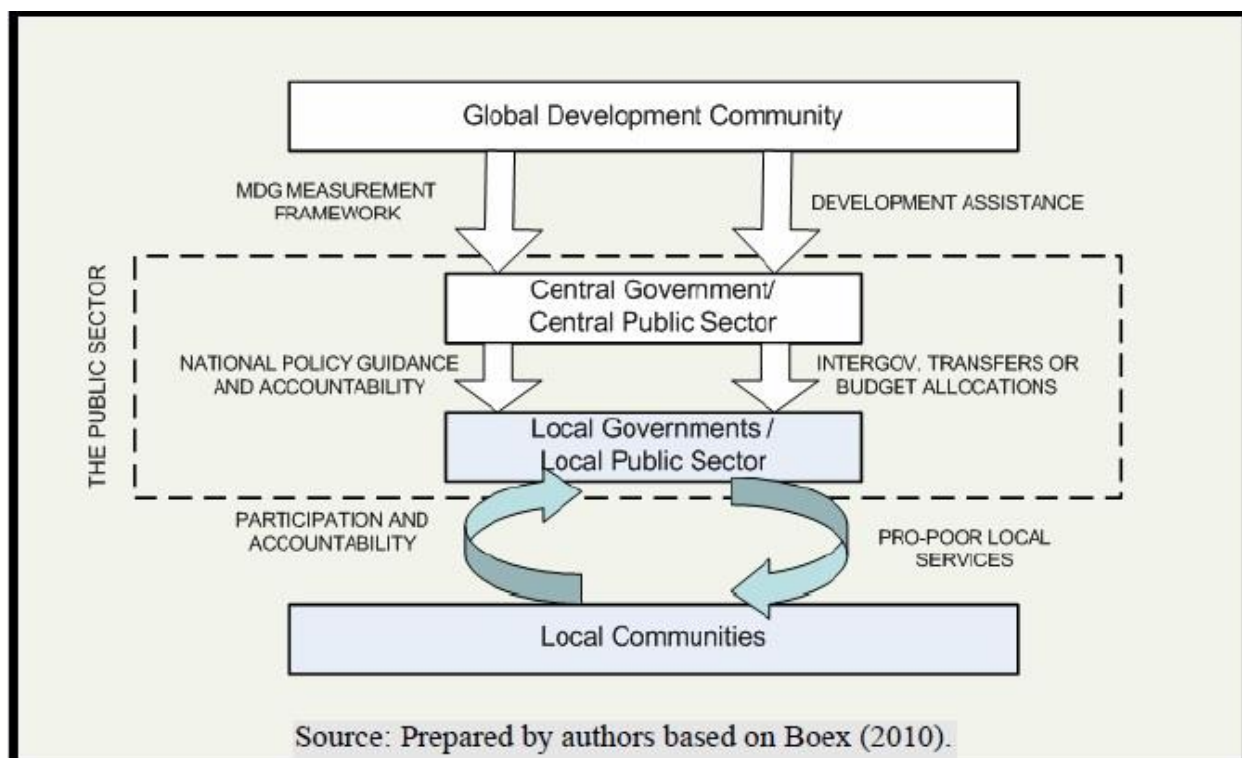 Global Development Community
MDG MEASUREMENT
FRAMEWORK
DEVELOPMENT ASSISTANCE
THE PUBLIC SECTOR
Central Government/
Central Public Sector
NATIONAL POLICY GUIDANCE
AND ACCOUNTABILITY
INTERGOV. TRANSFERS OR
BUDGET ALLOCATIONS
Local Governments /
Local Public Sector
PARTICIPATION AND
ACCOUNTABILITY
PRO-POOR LOCAL
SERVICES
Local Communities
Source: Prepared by authors based on Boex (2010).